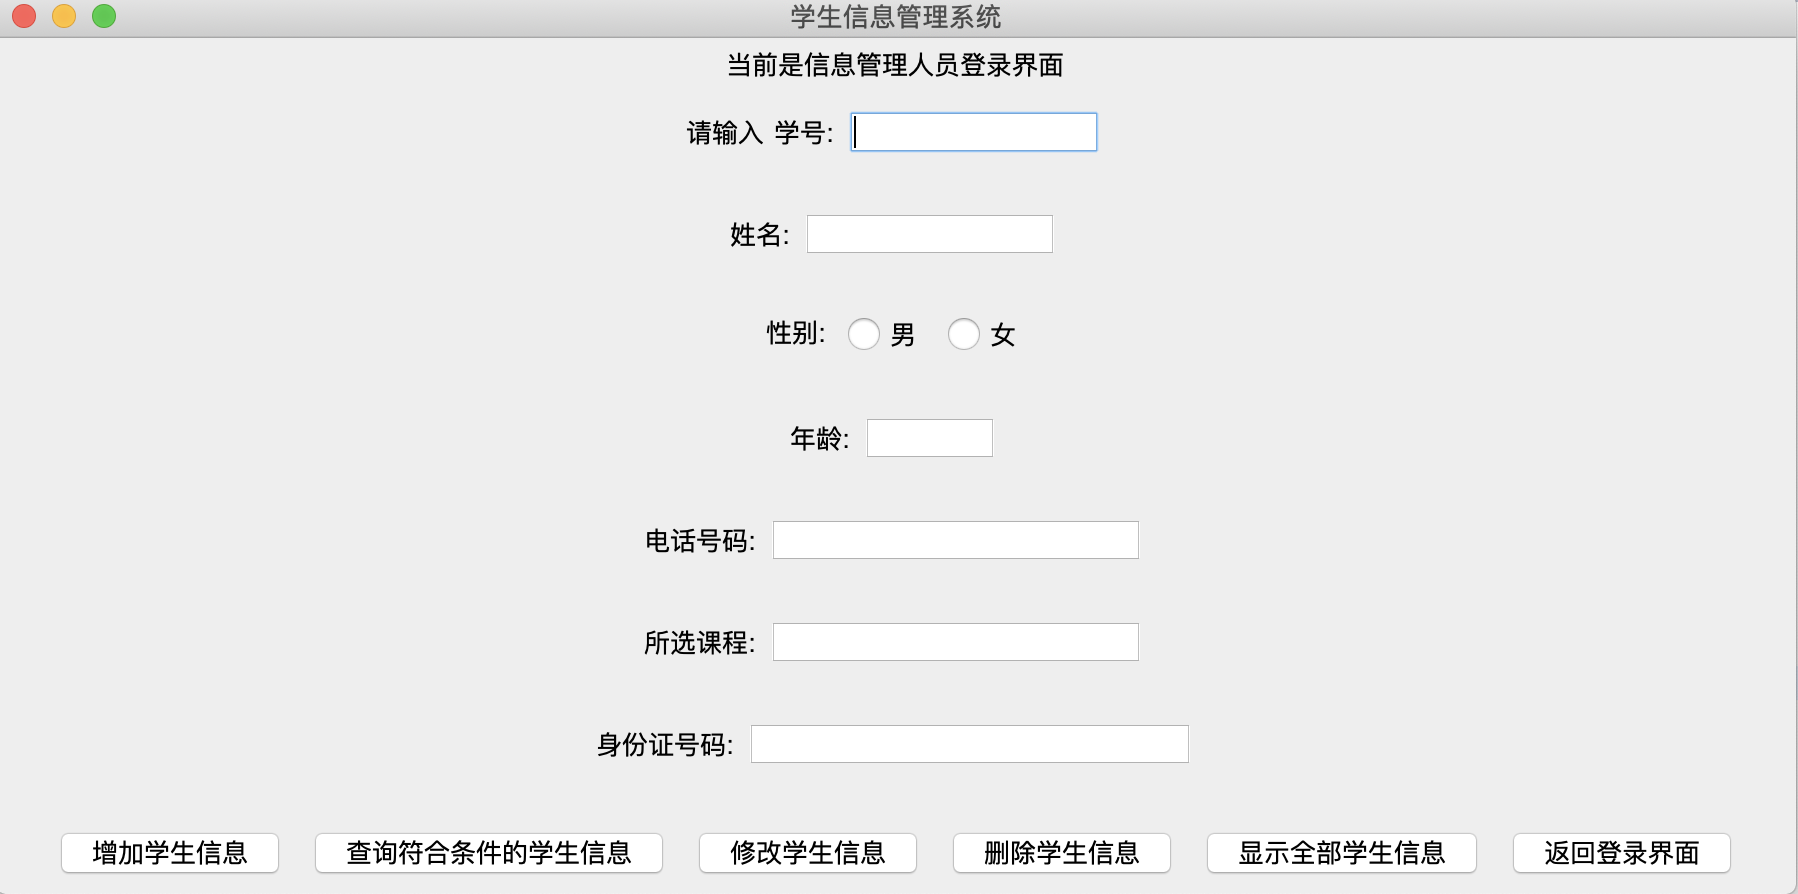 学生信息管理系统
当前是信息管理人员登录界面
请输入 学号:
姓名:
性别: 男 女
年龄:
电话号码:
所选课程:
身份证号码:
增加学生信息 查询符合条件的学生信息 修改学生信息 删除学生信息 显示全部学生信息 返回登录界面